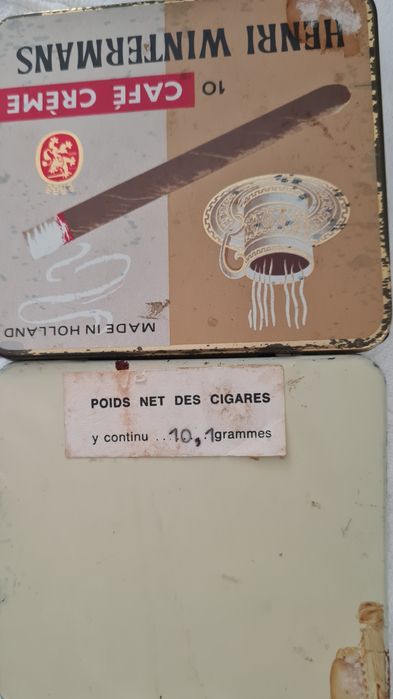 HENRI WINTERMANS
10 CAFÉ CRÈME
MADE IN HOLLAND
POIDS NET DES CIGARES
y continu ..10,1grammes